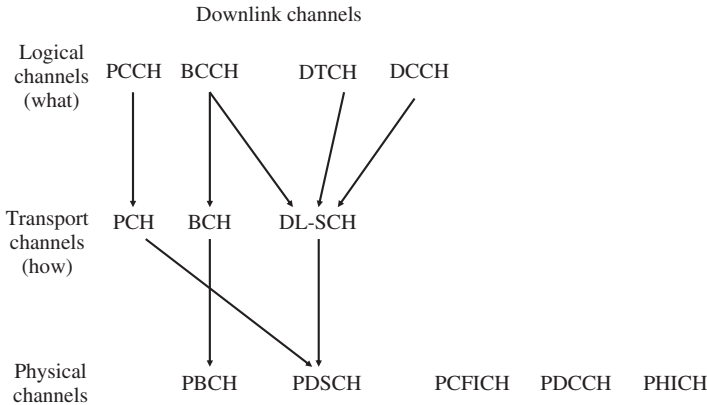 Downlink channels
Logical
channels
(what)
PCCH BCCH DTCH DCCH
Transport
channels
(how)
PCH BCH DL-SCH
Physical
channels
PBCH PDSCH PCFICH PDCCH PHICH